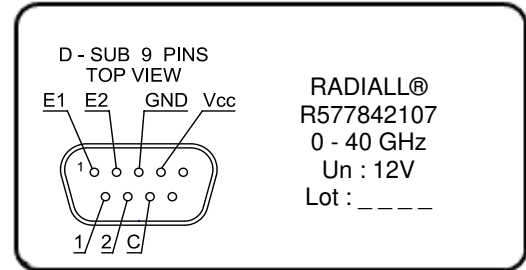 D - SUB 9 PINS
TOP VIEW
E1 E2 GND Vcc
1
1 2 C
RADIALL®
R577842107
0 - 40 GHz
Un : 12V
Lot : _ _ _ _